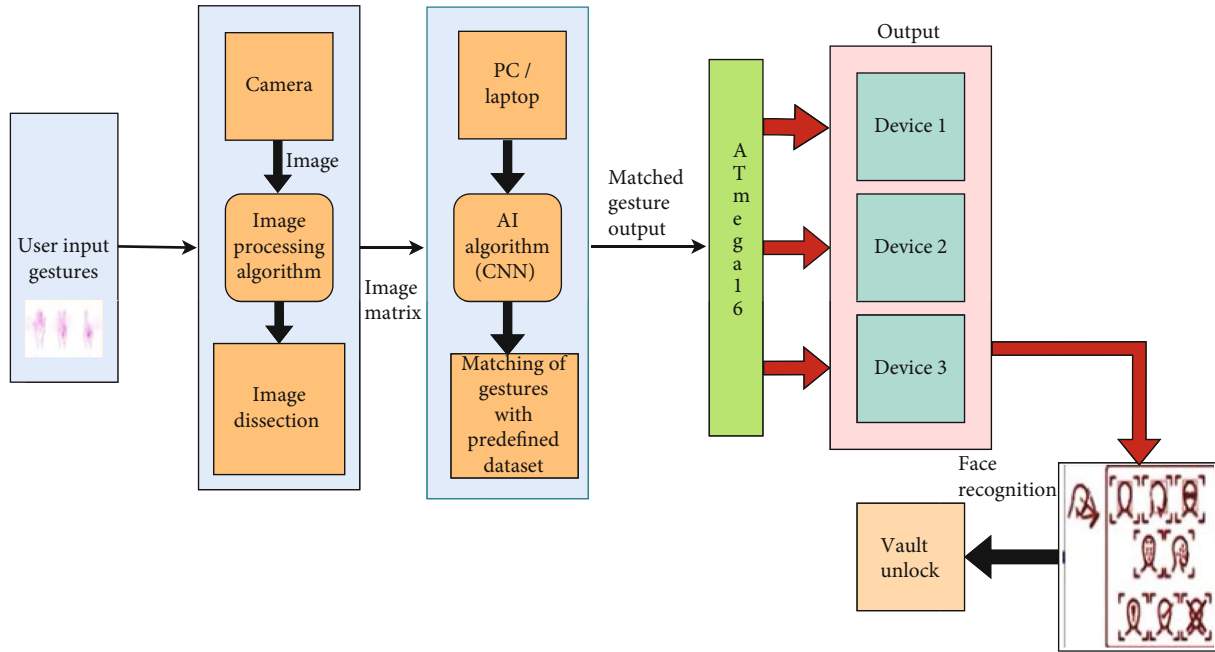 User input
gestures
Camera
Image
Image
processing
algorithm
Image
dissection
Image
matrix
PC /
laptop
AI
algorithm
(CNN)
Matching of
gestures with
predefined
dataset
Matched
gesture
output
A
T
m
e
g
a
1
6
Output
Device 1
Device 2
Device 3
Face
recognition
Vault
unlock